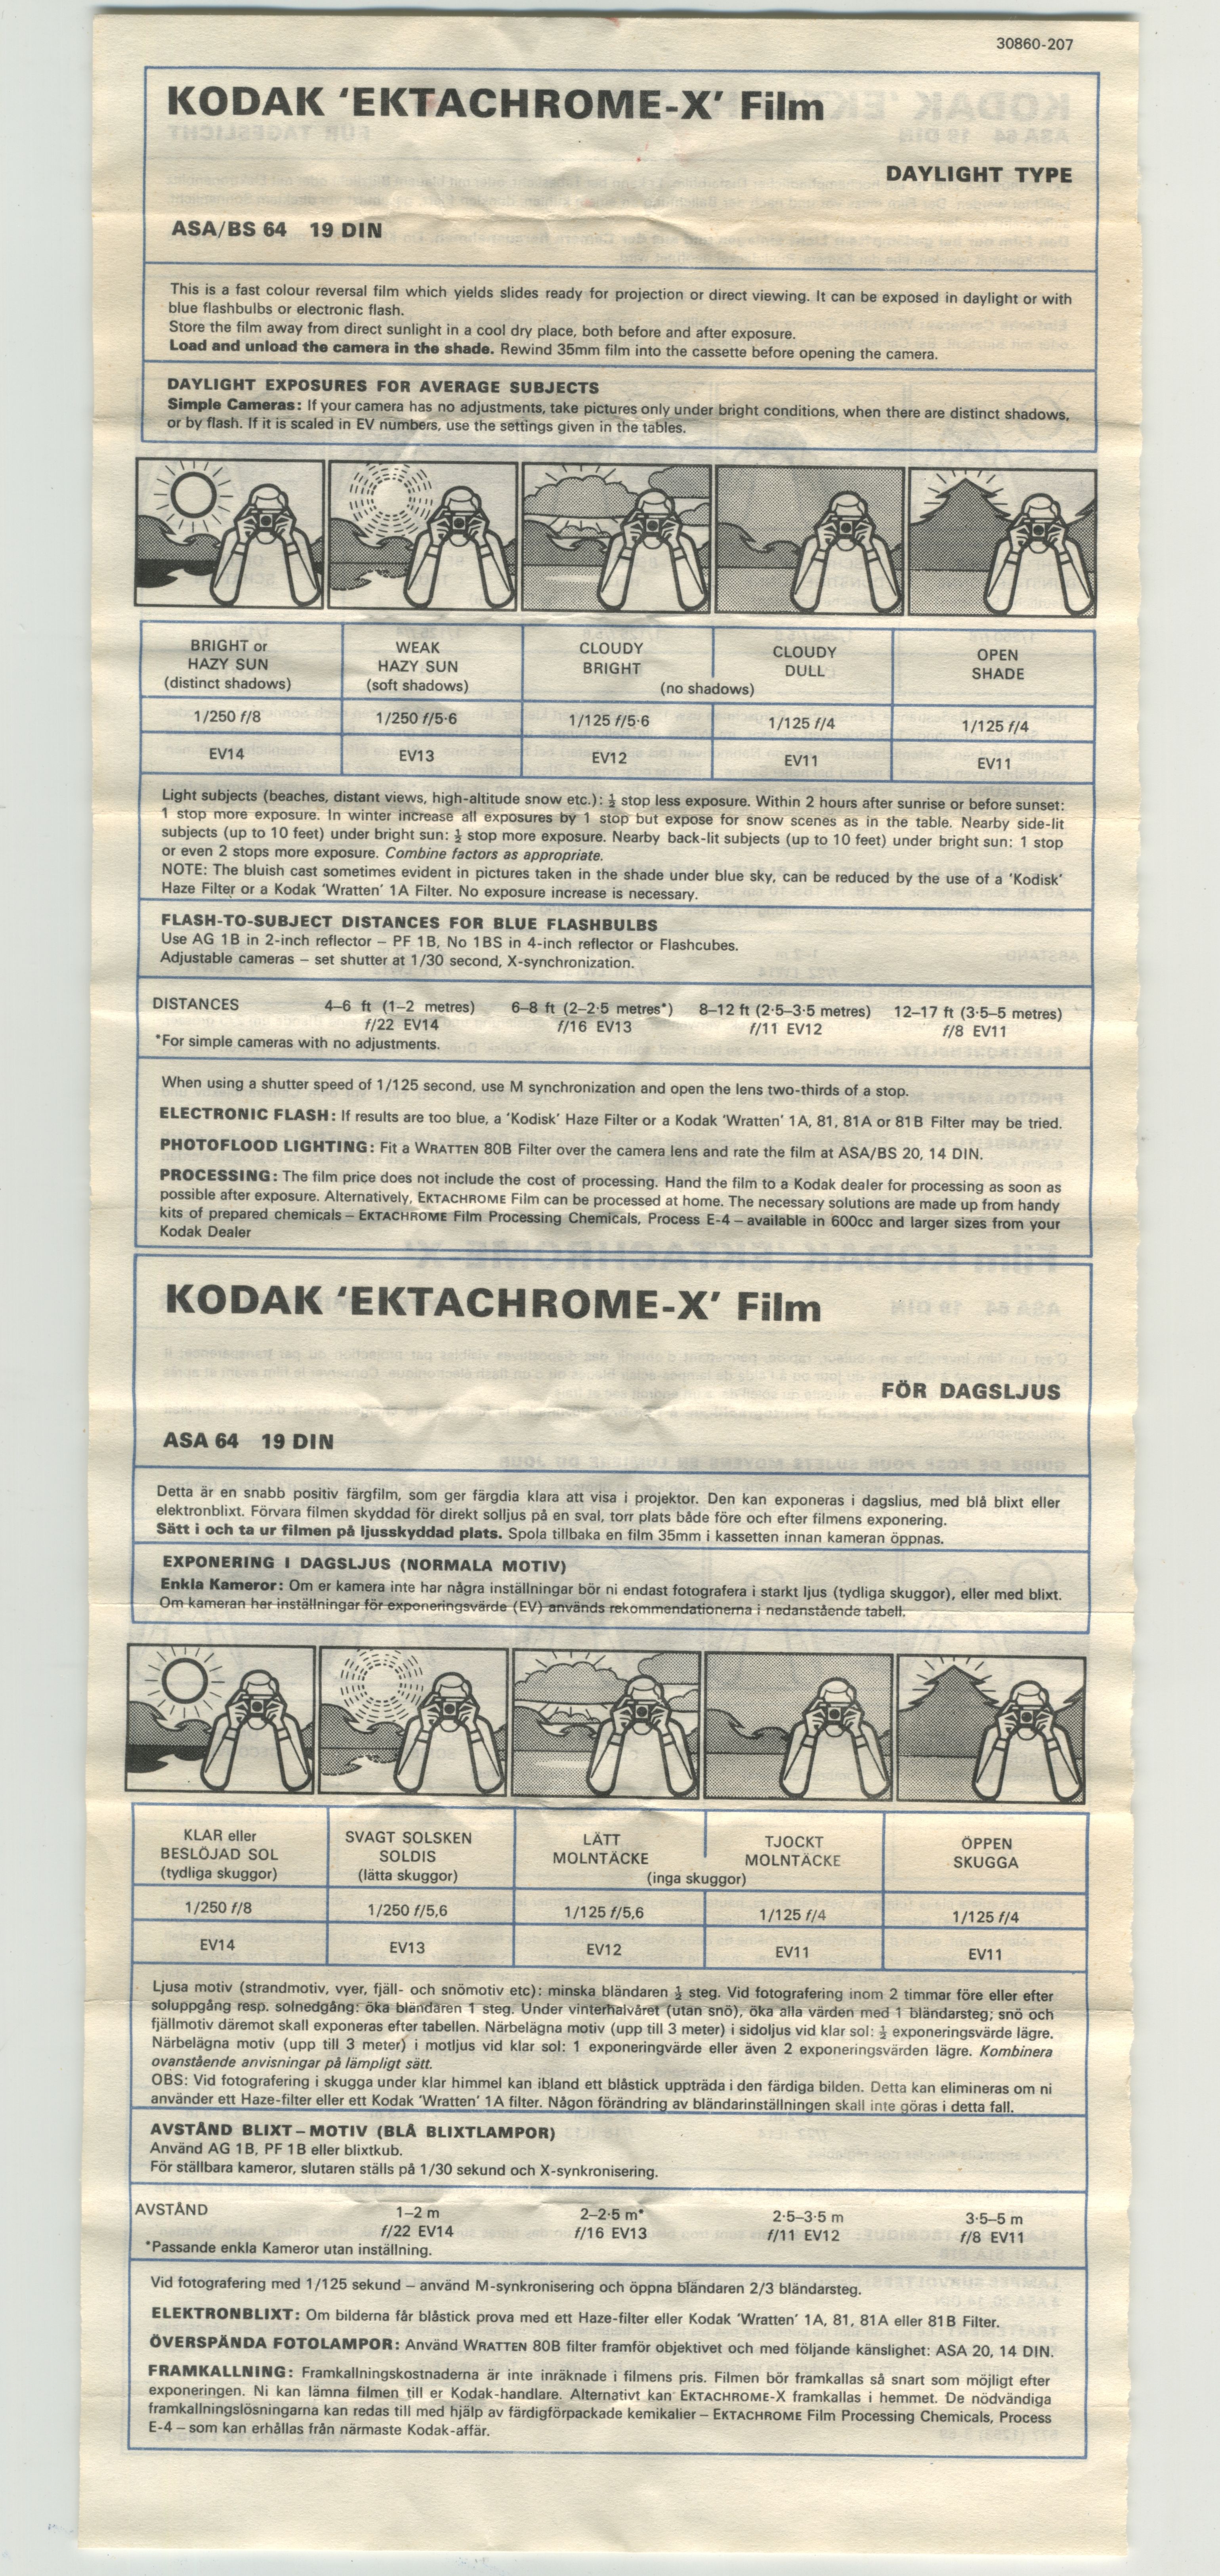 30860-207
KODAK ‘EKTACHROME-X’ Film
DAYLIGHT TYPE
ASA/BS 64 19 DIN
This is a fast colour reversal film which yields slides ready for projection or direct viewing. It can be exposed in daylight or with
blue flashbulbs or electronic flash.
Store the film away from direct sunlight in a cool dry place, both before and after exposure.
Load and unload the camera in the shade. Rewind 35mm film into the cassette before opening the camera.
DAYLIGHT EXPOSURES FOR AVERAGE SUBJECTS
Simple Cameras: If your camera has no adjustments, take pictures only under bright conditions, when there are distinct shadows,
or by flash. If it is scaled in EV numbers, use the settings given in the tables.
BRIGHT or HAZY SUN (distinct shadows)
WEAK HAZY SUN (soft shadows)
CLOUDY BRIGHT
CLOUDY DULL
(no shadows)
OPEN SHADE
1/250 f/8 1/250 f/5·6 1/125 f/5·6 1/125 f/4 1/125 f/4
EV14 EV13 EV12 EV11 EV11
Light subjects (beaches, distant views, high-altitude snow etc.): ½ stop less exposure. Within 2 hours after sunrise or before sunset:
1 stop more exposure. In winter increase all exposures by 1 stop but expose for snow scenes as in the table. Nearby side-lit
subjects (up to 10 feet) under bright sun: ½ stop more exposure. Nearby back-lit subjects (up to 10 feet) under bright sun: 1 stop
or even 2 stops more exposure. Combine factors as appropriate.
NOTE: The bluish cast sometimes evident in pictures taken in the shade under blue sky, can be reduced by the use of a ‘Kodisk’
Haze Filter or a Kodak ‘Wratten’ 1A Filter. No exposure increase is necessary.
FLASH-TO-SUBJECT DISTANCES FOR BLUE FLASHBULBS
Use AG 1B in 2-inch reflector – PF 1B, No 1BS in 4-inch reflector or Flashcubes.
Adjustable cameras – set shutter at 1/30 second, X-synchronization.
DISTANCES 4–6 ft (1–2 metres) 6–8 ft (2–2·5 metres*) 8–12 ft (2·5–3·5 metres) 12–17 ft (3·5–5 metres)
f/22 EV14 f/16 EV13 f/11 EV12 f/8 EV11
*For simple cameras with no adjustments.
When using a shutter speed of 1/125 second, use M synchronization and open the lens two-thirds of a stop.
ELECTRONIC FLASH: If results are too blue, a ‘Kodisk’ Haze Filter or a Kodak ‘Wratten’ 1A, 81, 81A or 81B Filter may be tried.
PHOTOFLOOD LIGHTING: Fit a WRATTEN 80B Filter over the camera lens and rate the film at ASA/BS 20, 14 DIN.
PROCESSING: The film price does not include the cost of processing. Hand the film to a Kodak dealer for processing as soon as
possible after exposure. Alternatively, EKTACHROME Film can be processed at home. The necessary solutions are made up from handy
kits of prepared chemicals – EKTACHROME Film Processing Chemicals, Process E-4 – available in 600cc and larger sizes from your
Kodak Dealer
KODAK ‘EKTACHROME-X’ Film
FÖR DAGSLJUS
ASA 64 19 DIN
Detta är en snabb positiv färgfilm, som ger färgdia klara att visa i projektor. Den kan exponeras i dagslius, med blå blixt eller
elektronblixt. Förvara filmen skyddad för direkt solljus på en sval, torr plats både före och efter filmens exponering.
Sätt i och ta ur filmen på ljusskyddad plats. Spola tillbaka en film 35mm i kassetten innan kameran öppnas.
EXPONERING I DAGSLJUS (NORMALA MOTIV)
Enkla Kameror: Om er kamera inte har några inställningar bör ni endast fotografera i starkt ljus (tydliga skuggor), eller med blixt.
Om kameran har inställningar för exponeringsvärde (EV) används rekommendationerna i nedanstående tabell.
KLAR eller BESLÖJAD SOL (tydliga skuggor)
SVAGT SOLSKEN SOLDIS (lätta skuggor)
LÄTT MOLNTÄCKE
TJOCKT MOLNTÄCKE
(inga skuggor)
ÖPPEN SKUGGA
1/250 f/8 1/250 f/5,6 1/125 f/5,6 1/125 f/4 1/125 f/4
EV14 EV13 EV12 EV11 EV11
Ljusa motiv (strandmotiv, vyer, fjäll- och snömotiv etc): minska bländaren ½ steg. Vid fotografering inom 2 timmar före eller efter
soluppgång resp. solnedgång: öka bländaren 1 steg. Under vinterhalvåret (utan snö), öka alla värden med 1 bländarsteg; snö och
fjällmotiv däremot skall exponeras efter tabellen. Närbelägna motiv (upp till 3 meter) i sidoljus vid klar sol: ½ exponeringsvärde lägre.
Närbelägna motiv (upp till 3 meter) i motljus vid klar sol: 1 exponeringvärde eller även 2 exponeringsvärden lägre. Kombinera
ovanstående anvisningar på lämpligt sätt.
OBS: Vid fotografering i skugga under klar himmel kan ibland ett blåstick uppträda i den färdiga bilden. Detta kan elimineras om ni
använder ett Haze-filter eller ett Kodak ‘Wratten’ 1A filter. Någon förändring av bländarinställningen skall inte göras i detta fall.
AVSTÅND BLIXT – MOTIV (BLÅ BLIXTLAMPOR)
Använd AG 1B, PF 1B eller blixtkub.
För ställbara kameror, slutaren ställs på 1/30 sekund och X-synkronisering.
AVSTÅND 1–2 m 2–2·5 m* 2·5–3·5 m 3·5–5 m
f/22 EV14 f/16 EV13 f/11 EV12 f/8 EV11
*Passande enkla Kameror utan inställning.
Vid fotografering med 1/125 sekund – använd M-synkronisering och öppna bländaren 2/3 bländarsteg.
ELEKTRONBLIXT: Om bilderna får blåstick prova med ett Haze-filter eller Kodak ‘Wratten’ 1A, 81, 81A eller 81B Filter.
ÖVERSPÄNDA FOTOLAMPOR: Använd WRATTEN 80B filter framför objektivet och med följande känslighet: ASA 20, 14 DIN.
FRAMKALLNING: Framkallningskostnaderna är inte inräknade i filmens pris. Filmen bör framkallas så snart som möjligt efter
exponeringen. Ni kan lämna filmen till er Kodak-handlare. Alternativt kan EKTACHROME-X framkallas i hemmet. De nödvändiga
framkallningslösningarna kan redas till med hjälp av färdigförpackade kemikalier – EKTACHROME Film Processing Chemicals, Process
E-4 – som kan erhållas från närmaste Kodak-affär.